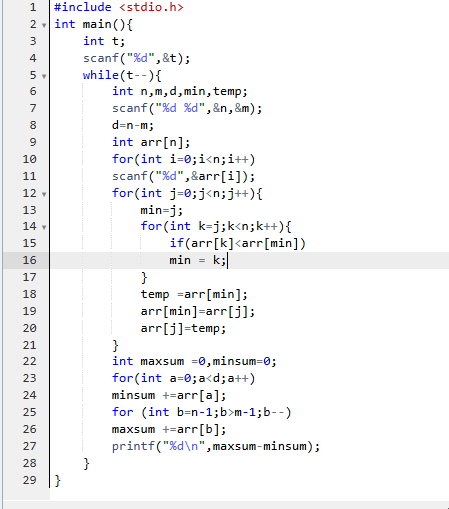 1 #include <stdio.h>
2 int main(){
3     int t;
4     scanf("%d",&t);
5     while(t--){
6         int n,m,d,min,temp;
7         scanf("%d %d",&n,&m);
8         d=n-m;
9         int arr[n];
10         for(int i=0;i<n;i++)
11         scanf("%d",&arr[i]);
12         for(int j=0;j<n;j++){
13             min=j;
14             for(int k=j;k<n;k++){
15                 if(arr[k]<arr[min])
16                 min = k;
17             }
18             temp =arr[min];
19             arr[min]=arr[j];
20             arr[j]=temp;
21         }
22         int maxsum =0,minsum=0;
23         for(int a=0;a<d;a++)
24         minsum +=arr[a];
25         for (int b=n-1;b>m-1;b--)
26         maxsum +=arr[b];
27         printf("%d\n",maxsum-minsum);
28     }
29 }